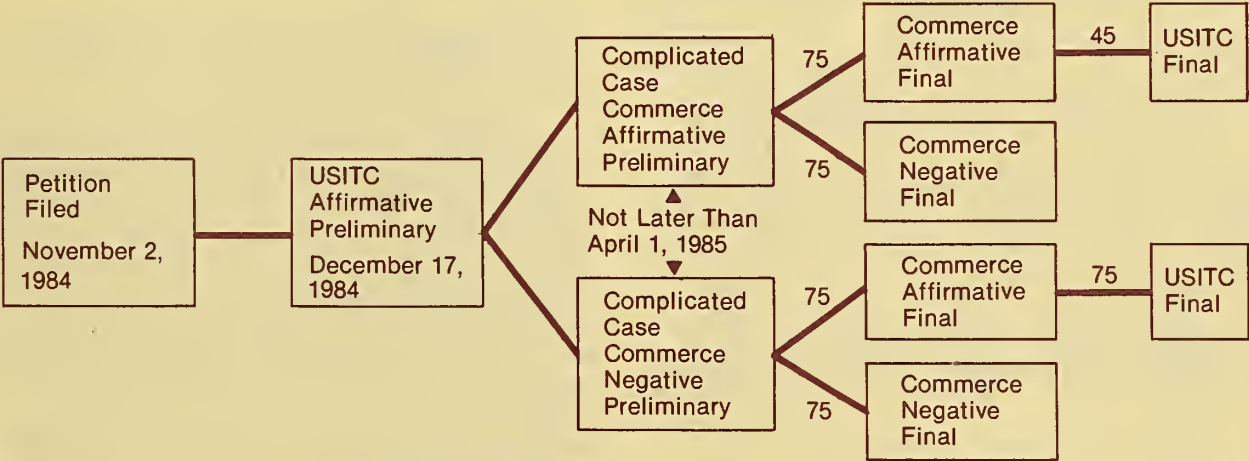 Petition
Filed
November 2,
1984
USITC
Affirmative
Preliminary
December 17,
1984
Complicated
Case
Commerce
Affirmative
Preliminary
Not Later Than
April 1, 1985
Complicated
Case
Commerce
Negative
Preliminary
75
Commerce
Affirmative
Final
45
USITC
Final
75
Commerce
Negative
Final
75
Commerce
Affirmative
Final
75
USITC
Final
75
Commerce
Negative
Final